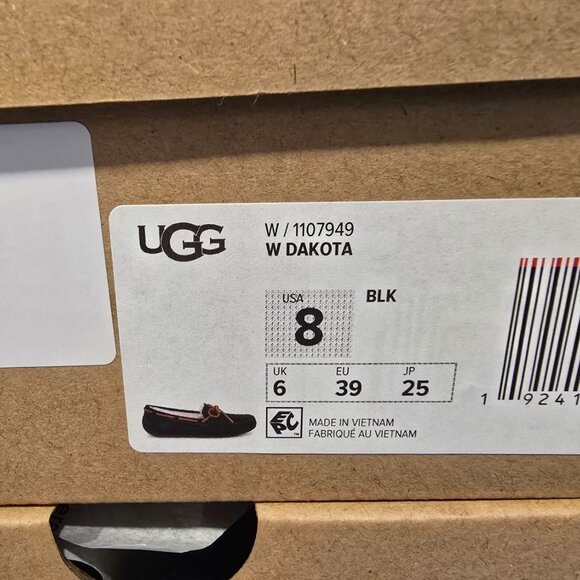 UGG
W / 1107949
W DAKOTA
USA
8
BLK
UK EU JP
6 39 25
EPC™
MADE IN VIETNAM
FABRIQUÉ AU VIETNAM
1 9241